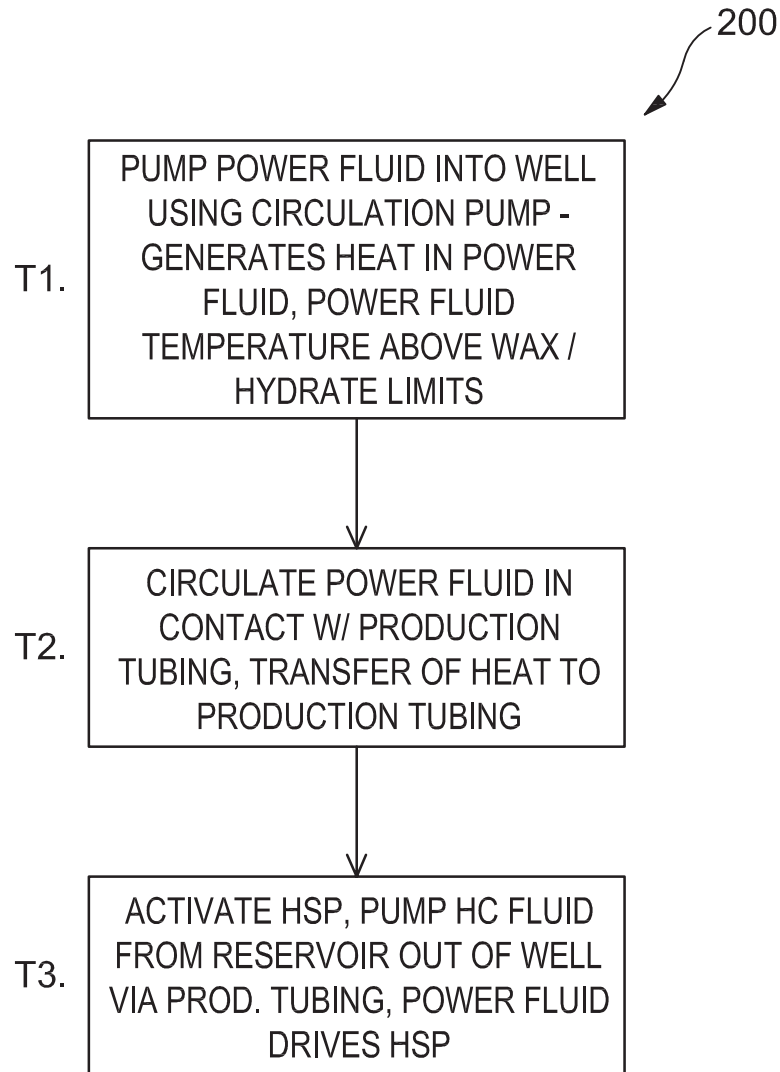 200
T1.
PUMP POWER FLUID INTO WELL
USING CIRCULATION PUMP -
GENERATES HEAT IN POWER
FLUID, POWER FLUID
TEMPERATURE ABOVE WAX /
HYDRATE LIMITS
T2.
CIRCULATE POWER FLUID IN
CONTACT W/ PRODUCTION
TUBING, TRANSFER OF HEAT TO
PRODUCTION TUBING
T3.
ACTIVATE HSP, PUMP HC FLUID
FROM RESERVOIR OUT OF WELL
VIA PROD. TUBING, POWER FLUID
DRIVES HSP